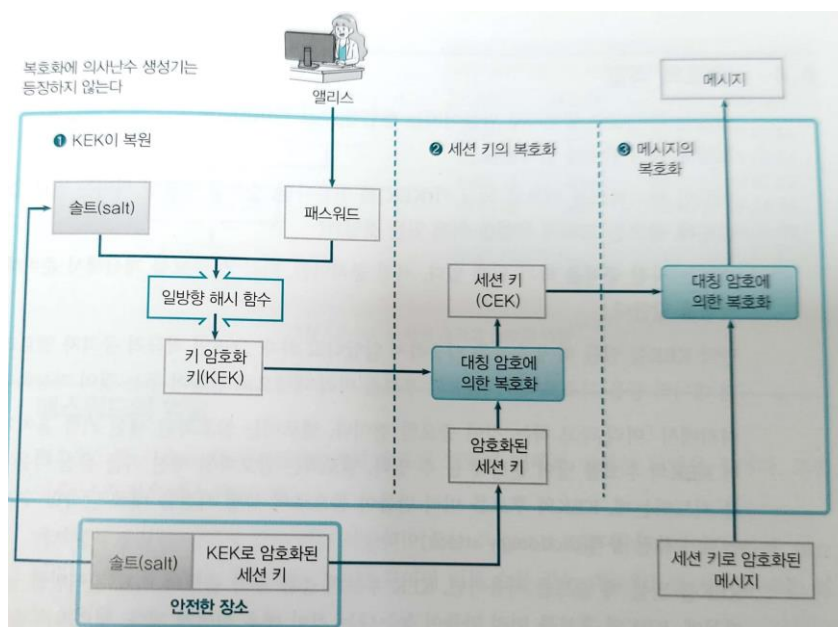 복호화에 의사난수 생성기는
등장하지 않는다
앨리스
메시지
❶ KEK이 복원
❷ 세션 키의 복호화
❸ 메시지의
복호화
솔트(salt)
패스워드
일방향 해시 함수
키 암호화
키(KEK)
세션 키
(CEK)
대칭 암호에
의한 복호화
대칭 암호에
의한 복호화
암호화된
세션 키
솔트(salt)
KEK로 암호화된
세션 키
안전한 장소
세션 키로 암호화된
메시지